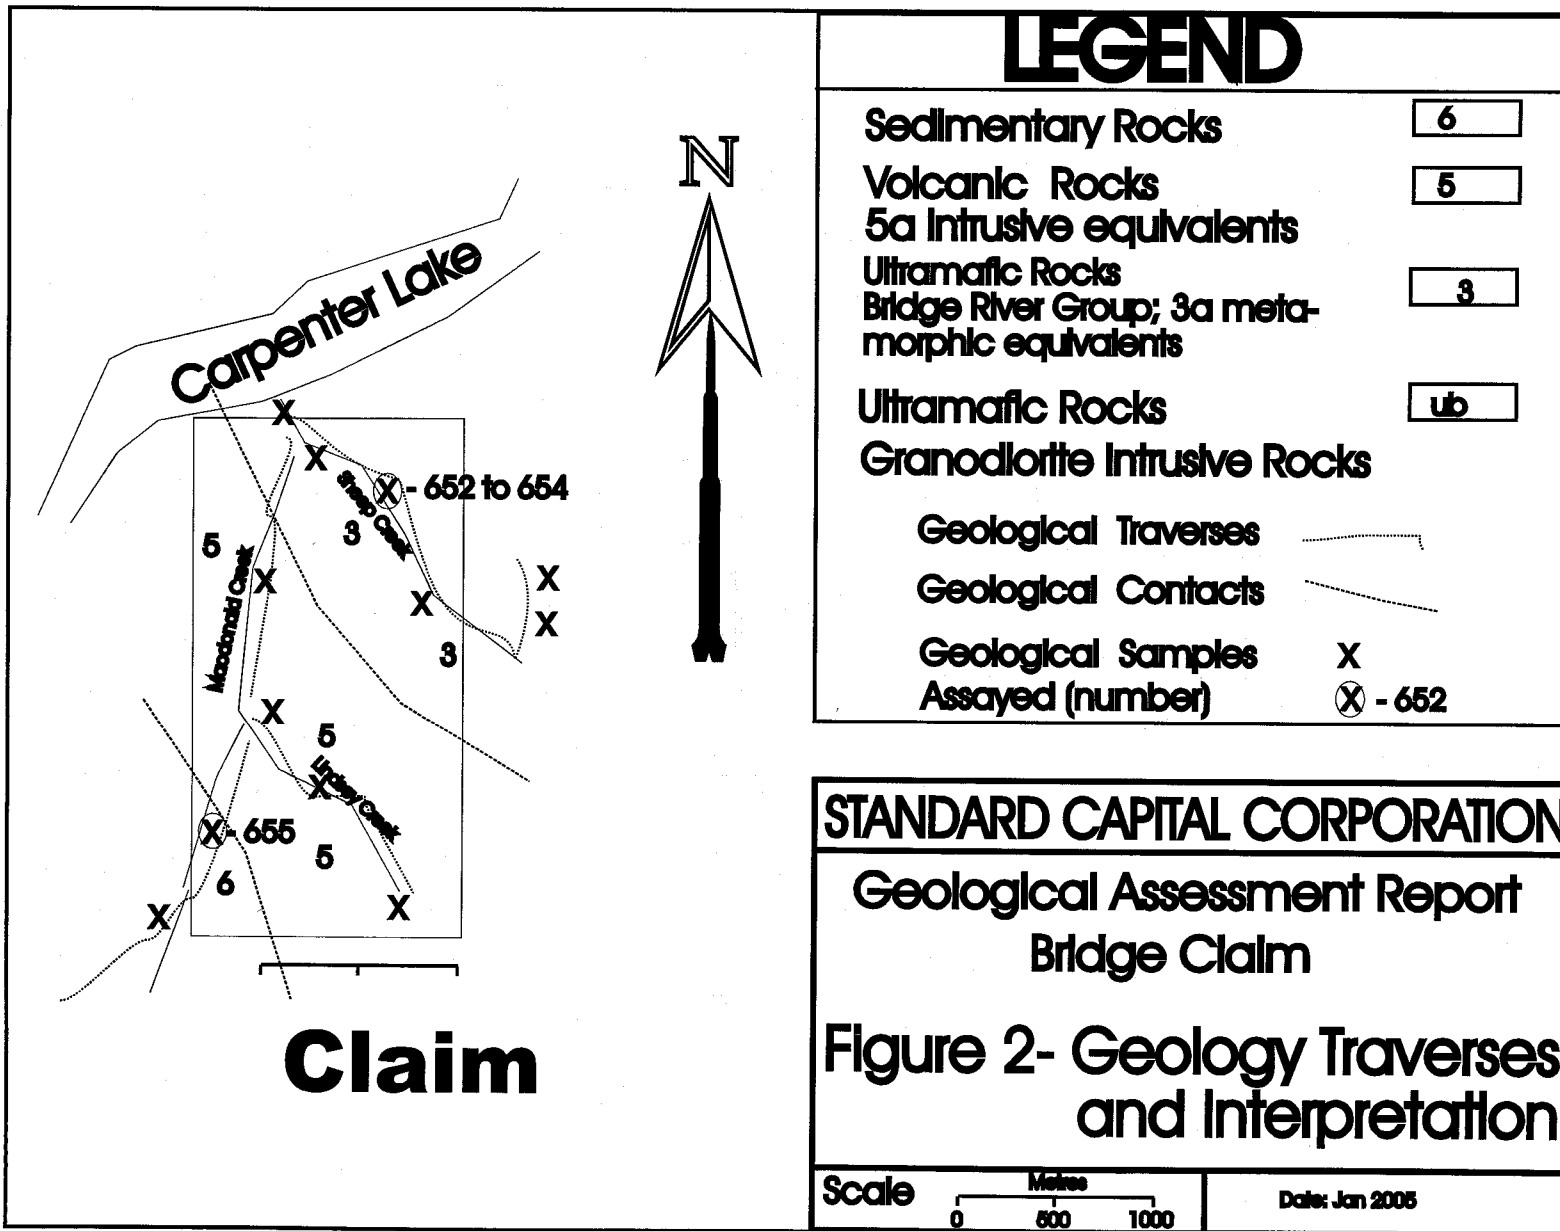 LEGEND
Sedimentary Rocks 6
Volcanic Rocks 5
5a Intrusive equivalents
Ultramafic Rocks
Bridge River Group; 3a meta- 3
morphic equivalents
Ultramafic Rocks ub
Granodiorite Intrusive Rocks
Geological Traverses
Geological Contacts
Geological Samples X
Assayed (number) X - 652
N
Carpenter Lake
X
X
Sheep Creek
X - 652 to 654
3
5
Macdonald Creek
X
X
X
X
3
X
5
Lindsay Creek
X
X - 655
5
6
X
X
Claim
STANDARD CAPITAL CORPORATION
Geological Assessment Report
Bridge Claim
Figure 2- Geology Traverses
and Interpretation
Scale
Metres
0 500 1000
Date: Jan 2005